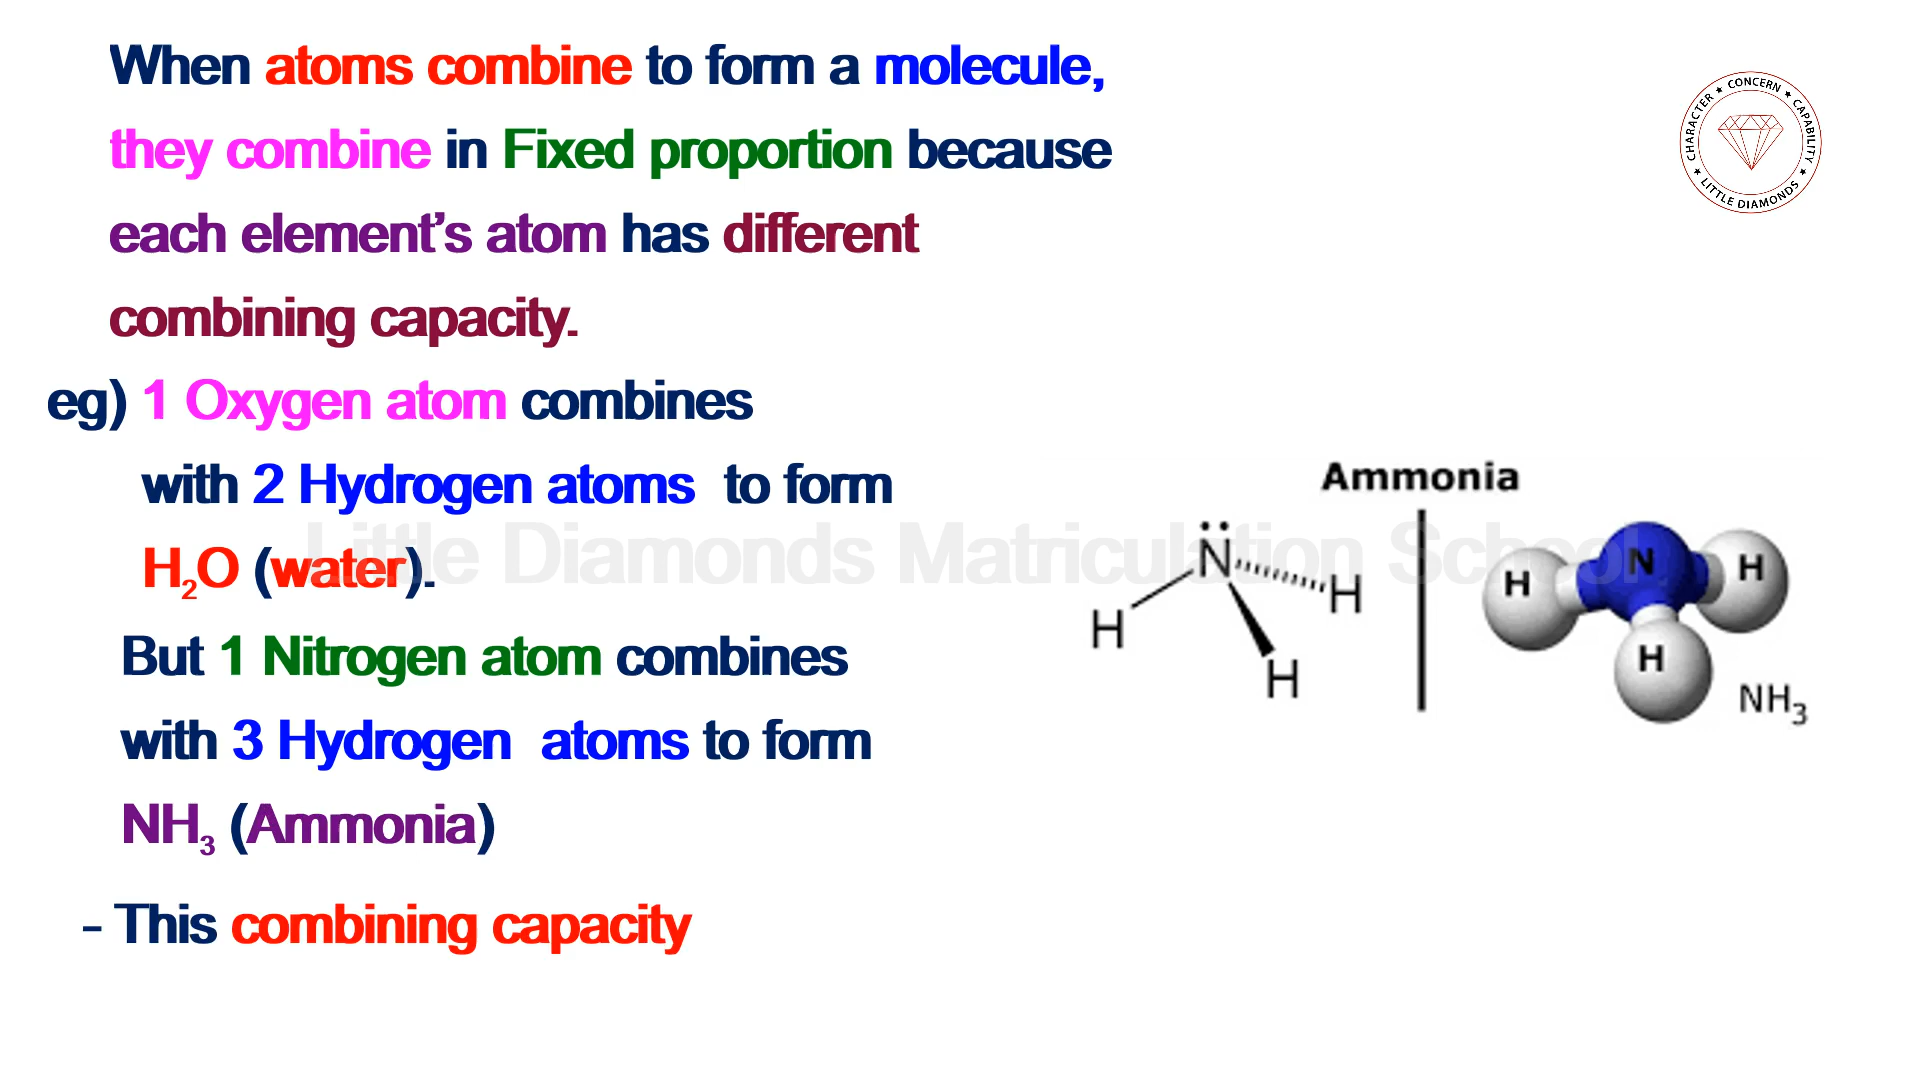 When atoms combine to form a molecule,
they combine in Fixed proportion because
each element’s atom has different
combining capacity.
eg) 1 Oxygen atom combines
with 2 Hydrogen atoms to form
H₂O (water).
But 1 Nitrogen atom combines
with 3 Hydrogen atoms to form
NH₃ (Ammonia)
- This combining capacity
CHARACTER ★ CONCERN ★ CAPABILITY ★ LITTLE DIAMONDS ★
Little Diamonds Matriculation School,
Ammonia
N
H
H
H
N
H
H
H
NH₃